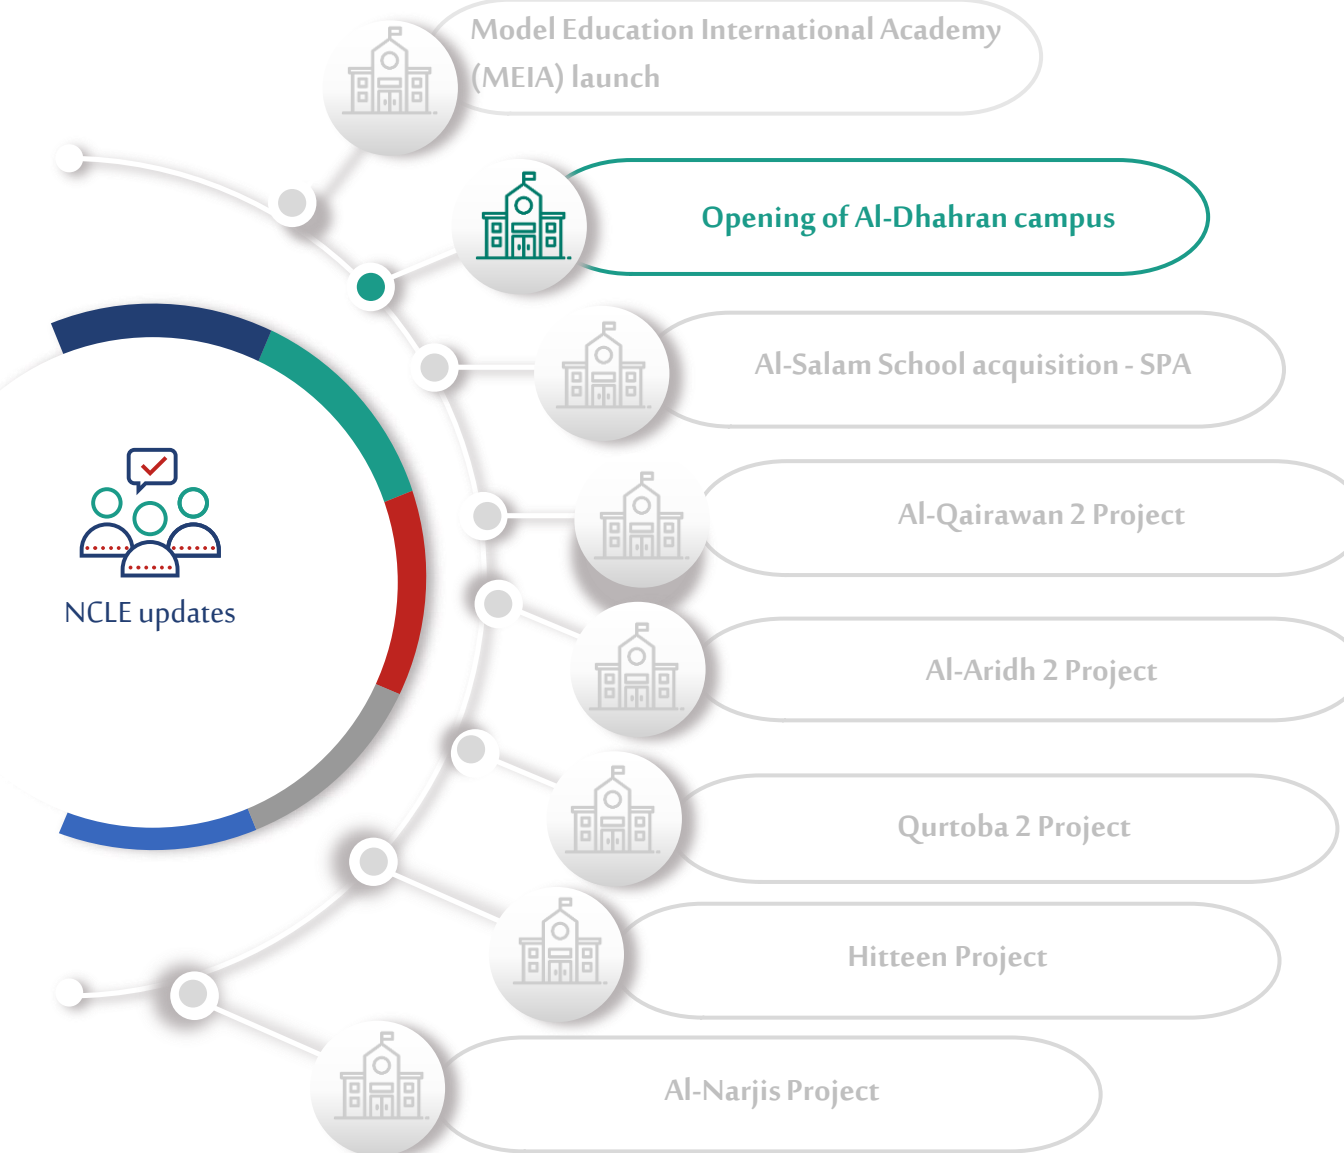 Model Education International Academy
(MEIA) launch
Opening of Al-Dhahran campus
Al-Salam School acquisition - SPA
Al-Qairawan 2 Project
NCLE updates
Al-Aridh 2 Project
Qurtoba 2 Project
Hitteen Project
Al-Narjis Project